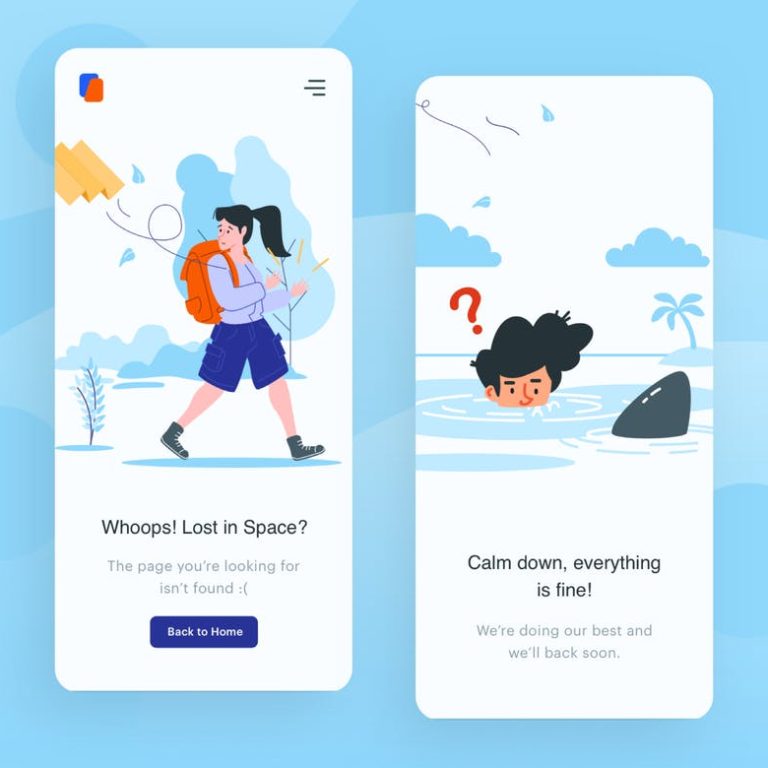 Whoops! Lost in Space?
The page you’re looking for
isn’t found :(
Back to Home
Calm down, everything
is fine!
We’re doing our best and
we’ll back soon.